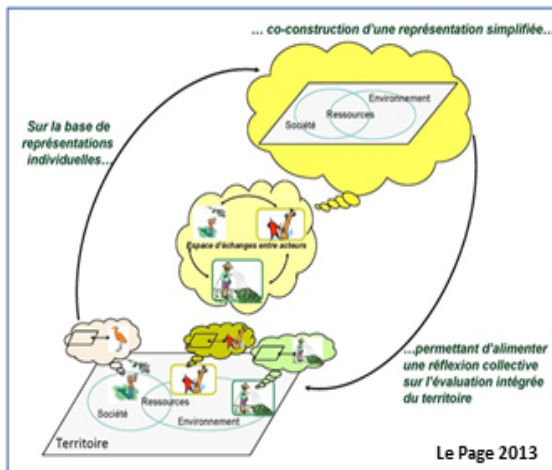 ... co-construction d'une représentation simplifiée...
Sur la base de
représentations
individuelles...
Environnement
Ressources
Société
Espace d'échanges entre acteurs
...permettant d'alimenter
une réflexion collective
sur l'évaluation intégrée
du territoire
Ressources
Société
Environnement
Territoire
Le Page 2013